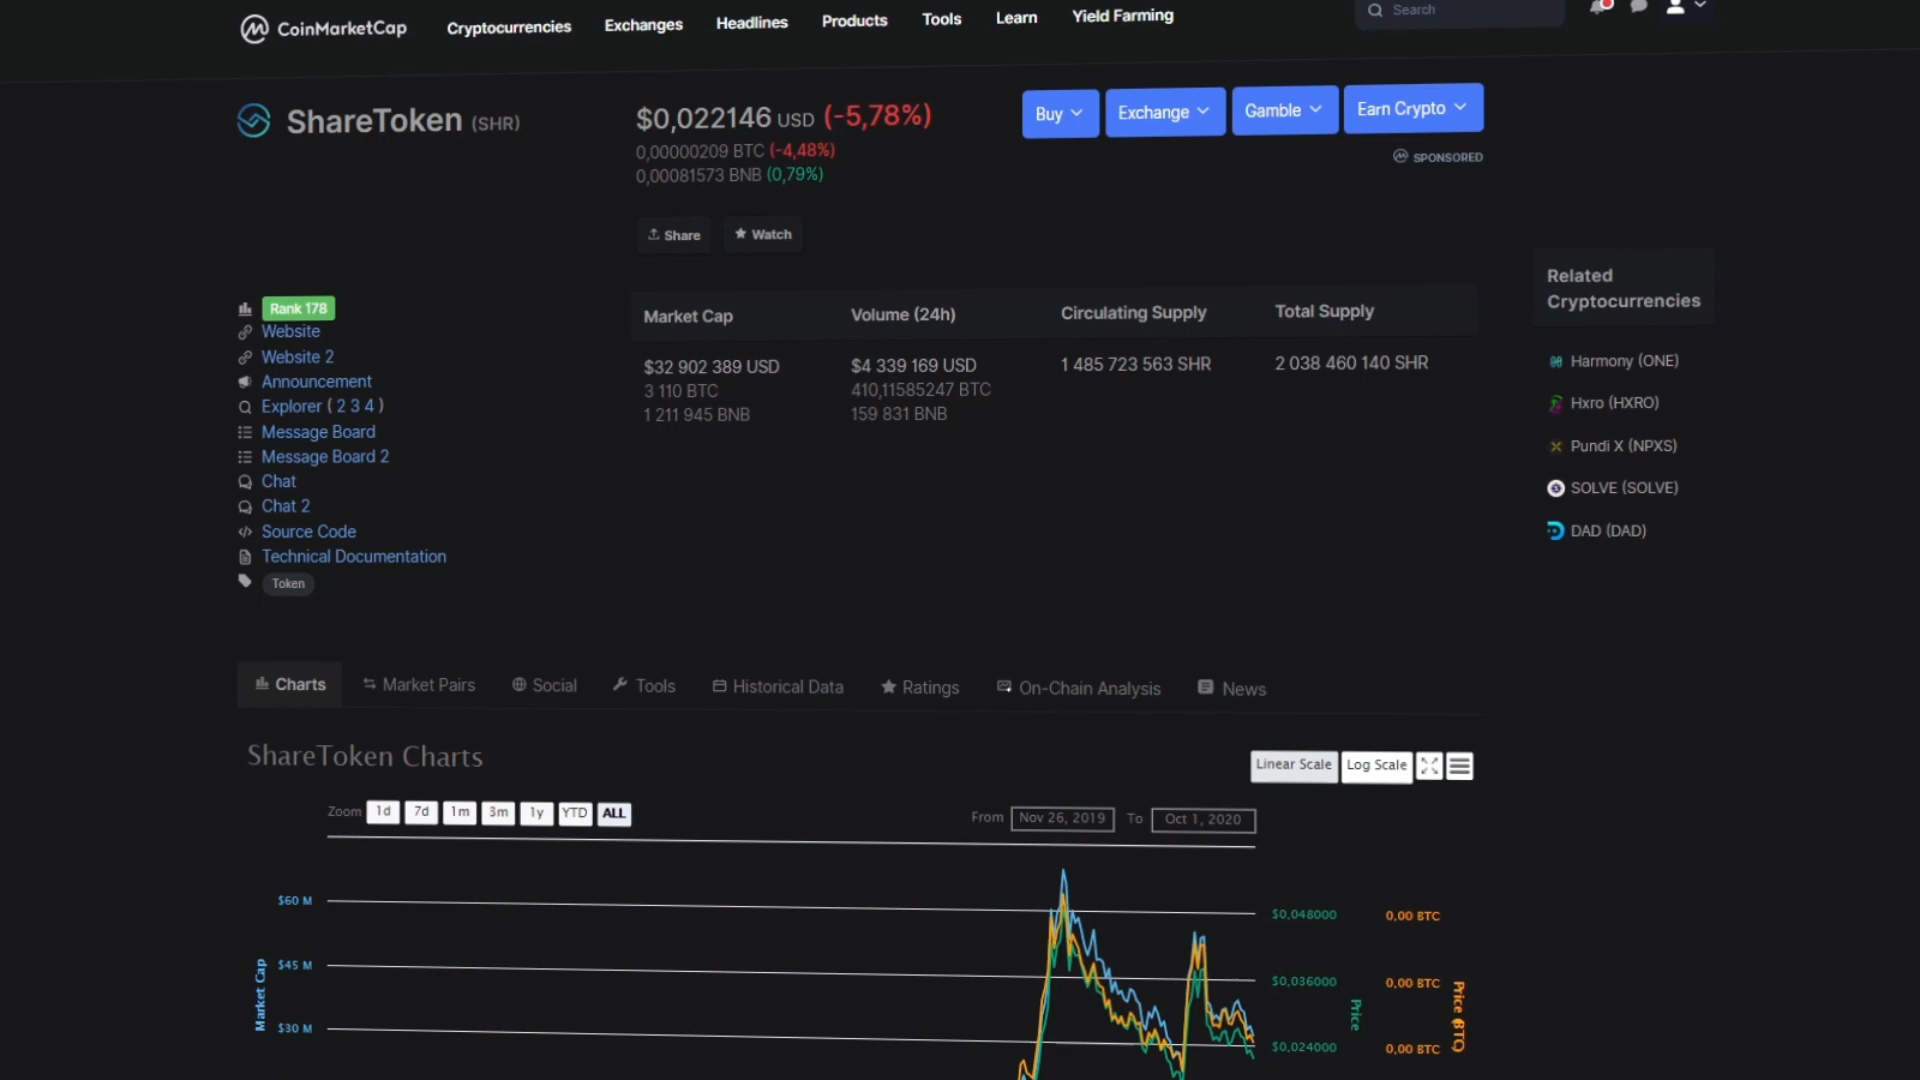 CoinMarketCap Cryptocurrencies Exchanges Headlines Products Tools Learn Yield Farming Search
ShareToken (SHR)
$0,022146 USD (-5,78%)
0,00000209 BTC (-4,48%)
0,00081573 BNB (0,79%)
Buy Exchange Gamble Earn Crypto
SPONSORED
Share Watch
Rank 178
Website
Website 2
Announcement
Explorer ( 2 3 4 )
Message Board
Message Board 2
Chat
Chat 2
Source Code
Technical Documentation
Token
Market Cap Volume (24h) Circulating Supply Total Supply
$32 902 389 USD $4 339 169 USD 1 485 723 563 SHR 2 038 460 140 SHR
3 110 BTC 410,11585247 BTC
1 211 945 BNB 159 831 BNB
Related
Cryptocurrencies
Harmony (ONE)
Hxro (HXRO)
Pundi X (NPXS)
SOLVE (SOLVE)
DAD (DAD)
Charts Market Pairs Social Tools Historical Data Ratings On-Chain Analysis News
ShareToken Charts
Linear Scale Log Scale
Zoom 1d 7d 1m 3m 1y YTD ALL
From Nov 26, 2019 To Oct 1, 2020
$60 M $0,048000 0,00 BTC
$45 M $0,036000 0,00 BTC
$30 M $0,024000 0,00 BTC
Market Cap
Price
Price (BTC)